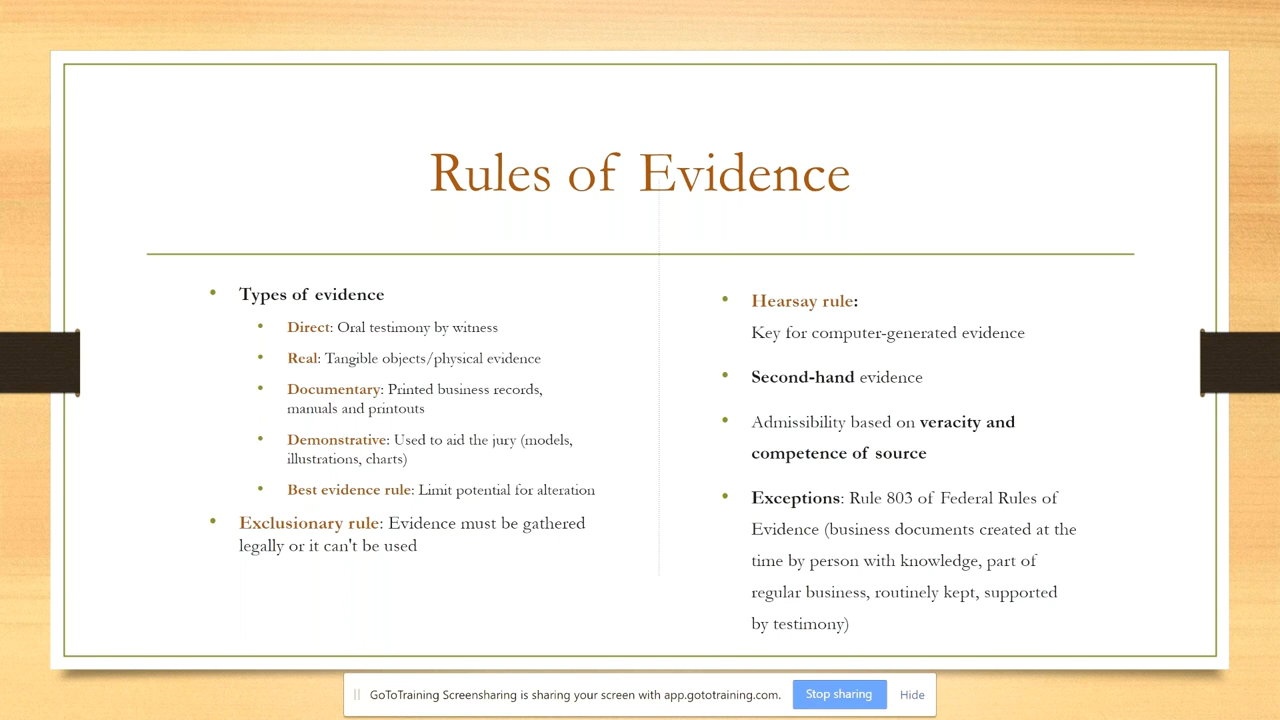 Rules of Evidence
• Types of evidence
• Direct: Oral testimony by witness
• Real: Tangible objects/physical evidence
• Documentary: Printed business records,
manuals and printouts
• Demonstrative: Used to aid the jury (models,
illustrations, charts)
• Best evidence rule: Limit potential for alteration
• Exclusionary rule: Evidence must be gathered
legally or it can't be used
• Hearsay rule:
Key for computer-generated evidence
• Second-hand evidence
• Admissibility based on veracity and
competence of source
• Exceptions: Rule 803 of Federal Rules of
Evidence (business documents created at the
time by person with knowledge, part of
regular business, routinely kept, supported
by testimony)
GoToTraining Screensharing is sharing your screen with app.gototraining.com.
Stop sharing
Hide